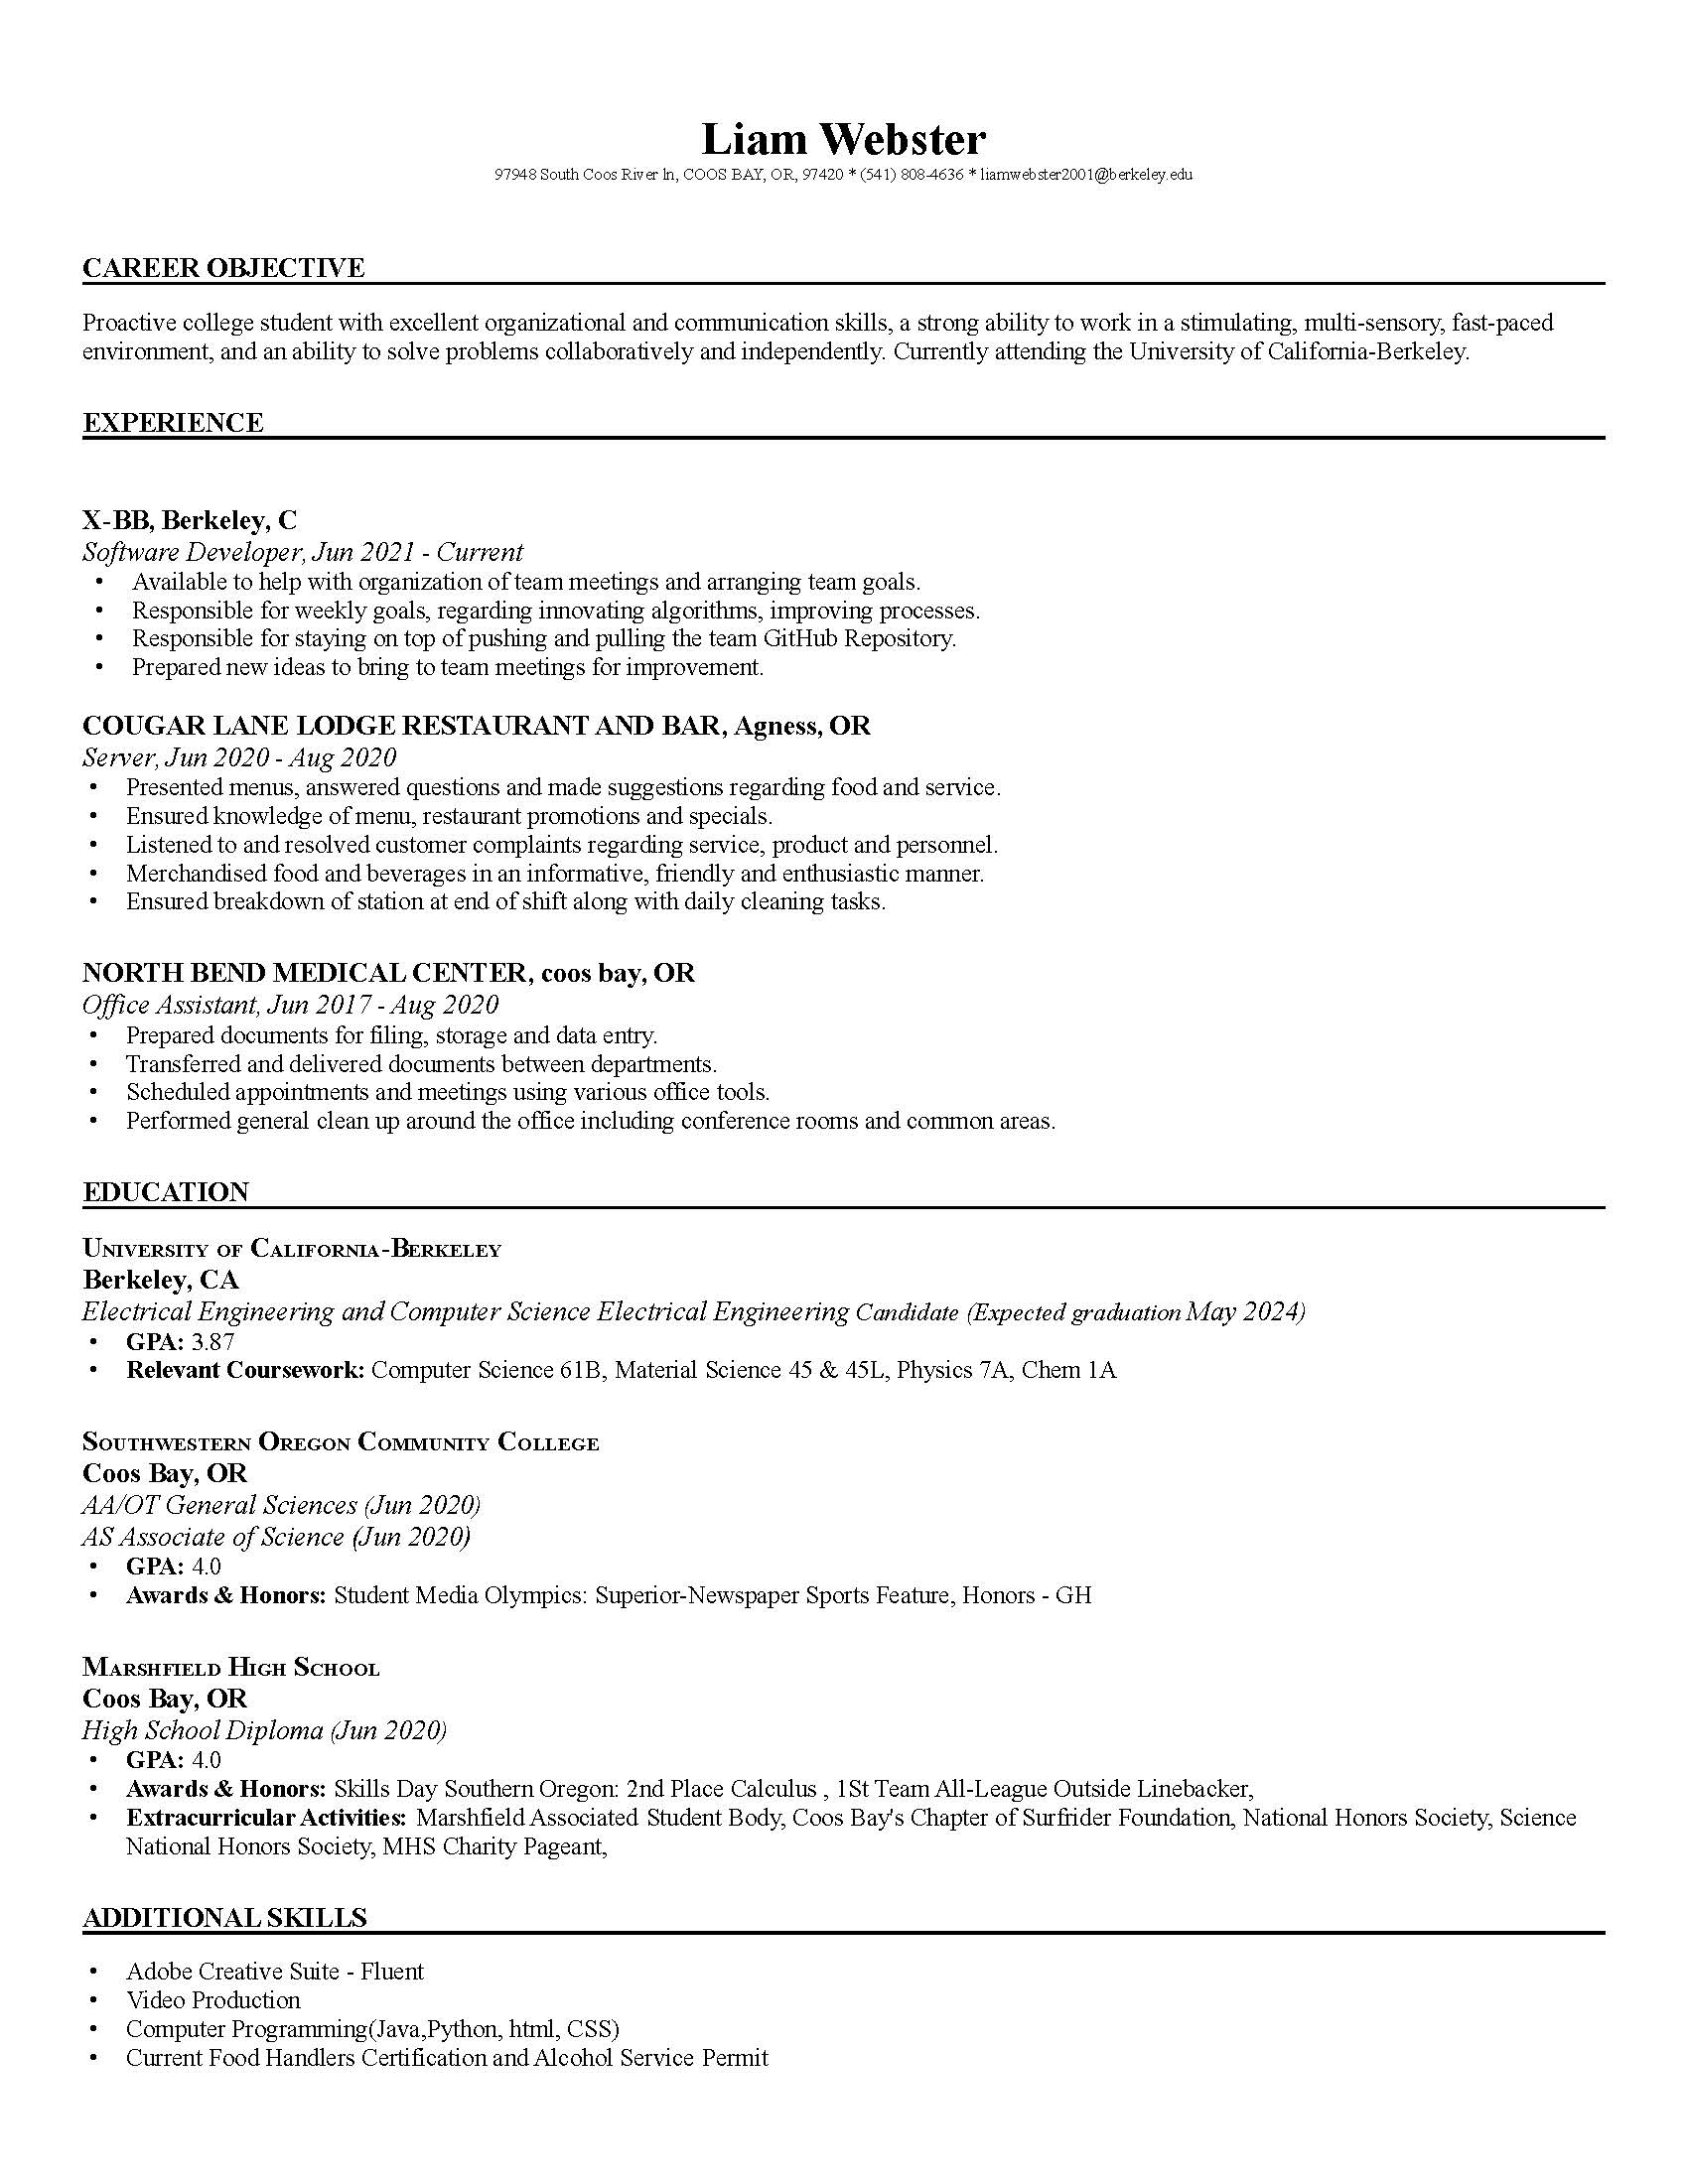 Liam Webster
97948 South Coos River ln, COOS BAY, OR, 97420 * (541) 808-4636 * liamwebster2001@berkeley.edu
CAREER OBJECTIVE
Proactive college student with excellent organizational and communication skills, a strong ability to work in a stimulating, multi-sensory, fast-paced
environment, and an ability to solve problems collaboratively and independently. Currently attending the University of California-Berkeley.
EXPERIENCE
X-BB, Berkeley, C
Software Developer, Jun 2021 - Current
• Available to help with organization of team meetings and arranging team goals.
• Responsible for weekly goals, regarding innovating algorithms, improving processes.
• Responsible for staying on top of pushing and pulling the team GitHub Repository.
• Prepared new ideas to bring to team meetings for improvement.
COUGAR LANE LODGE RESTAURANT AND BAR, Agness, OR
Server, Jun 2020 - Aug 2020
• Presented menus, answered questions and made suggestions regarding food and service.
• Ensured knowledge of menu, restaurant promotions and specials.
• Listened to and resolved customer complaints regarding service, product and personnel.
• Merchandised food and beverages in an informative, friendly and enthusiastic manner.
• Ensured breakdown of station at end of shift along with daily cleaning tasks.
NORTH BEND MEDICAL CENTER, coos bay, OR
Office Assistant, Jun 2017 - Aug 2020
• Prepared documents for filing, storage and data entry.
• Transferred and delivered documents between departments.
• Scheduled appointments and meetings using various office tools.
• Performed general clean up around the office including conference rooms and common areas.
EDUCATION
University of California-Berkeley
Berkeley, CA
Electrical Engineering and Computer Science Electrical Engineering Candidate (Expected graduation May 2024)
• GPA: 3.87
• Relevant Coursework: Computer Science 61B, Material Science 45 & 45L, Physics 7A, Chem 1A
Southwestern Oregon Community College
Coos Bay, OR
AA/OT General Sciences (Jun 2020)
AS Associate of Science (Jun 2020)
• GPA: 4.0
• Awards & Honors: Student Media Olympics: Superior-Newspaper Sports Feature, Honors - GH
Marshfield High School
Coos Bay, OR
High School Diploma (Jun 2020)
• GPA: 4.0
• Awards & Honors: Skills Day Southern Oregon: 2nd Place Calculus , 1St Team All-League Outside Linebacker,
• Extracurricular Activities: Marshfield Associated Student Body, Coos Bay's Chapter of Surfrider Foundation, National Honors Society, Science
National Honors Society, MHS Charity Pageant,
ADDITIONAL SKILLS
• Adobe Creative Suite - Fluent
• Video Production
• Computer Programming(Java,Python, html, CSS)
• Current Food Handlers Certification and Alcohol Service Permit